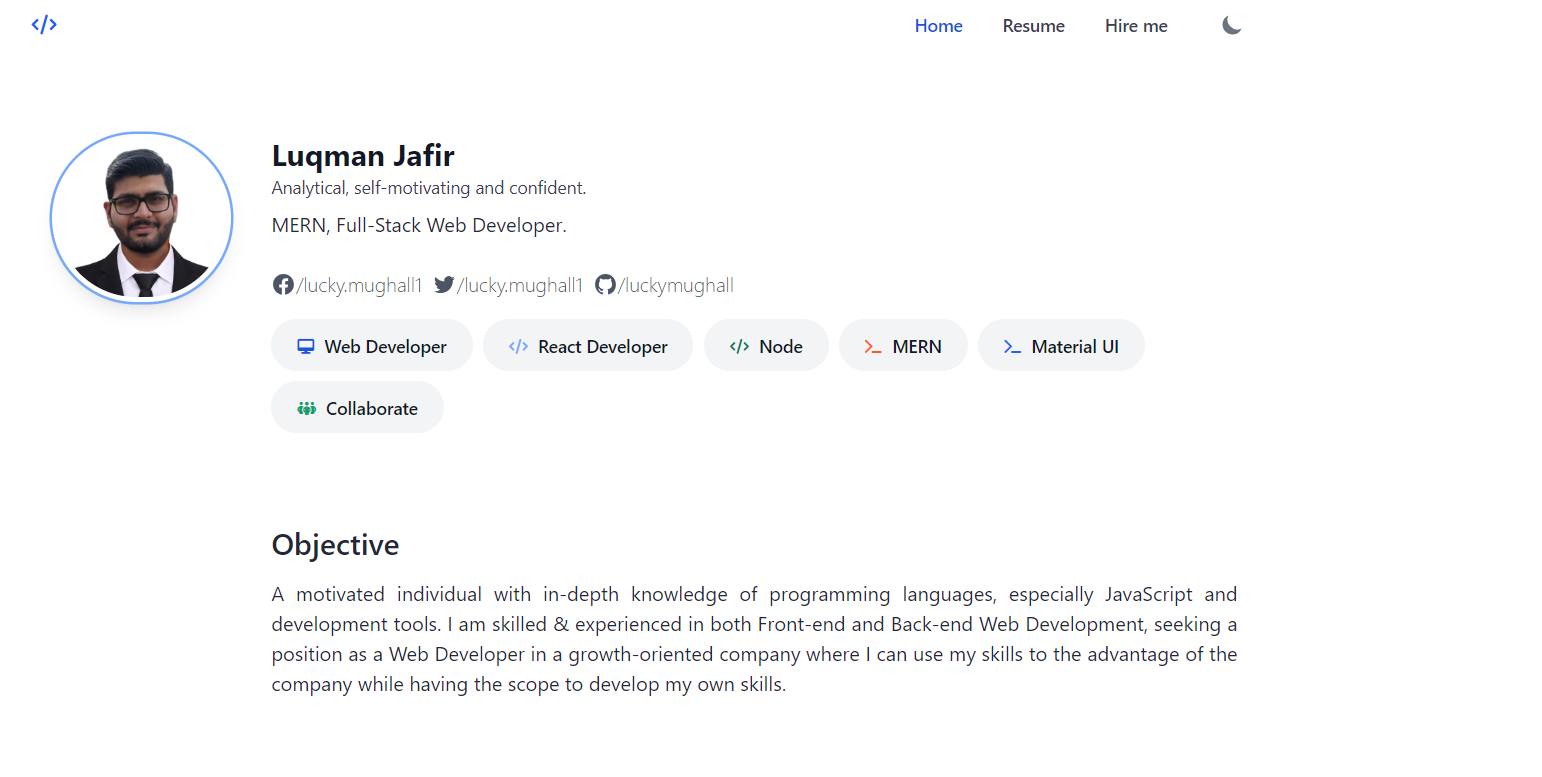 </>
Home Resume Hire me
Luqman Jafir
Analytical, self-motivating and confident.
MERN, Full-Stack Web Developer.
/lucky.mughall1 /lucky.mughall1 /luckymughall
Web Developer </> React Developer </> Node MERN Material UI
Collaborate
Objective
A motivated individual with in-depth knowledge of programming languages, especially JavaScript and
development tools. I am skilled & experienced in both Front-end and Back-end Web Development, seeking a
position as a Web Developer in a growth-oriented company where I can use my skills to the advantage of the
company while having the scope to develop my own skills.